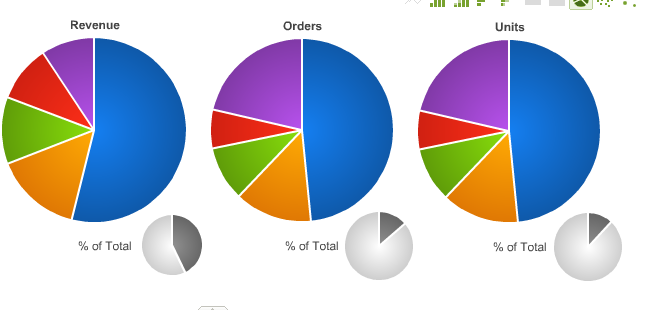 Revenue
Orders
Units
% of Total
% of Total
% of Total